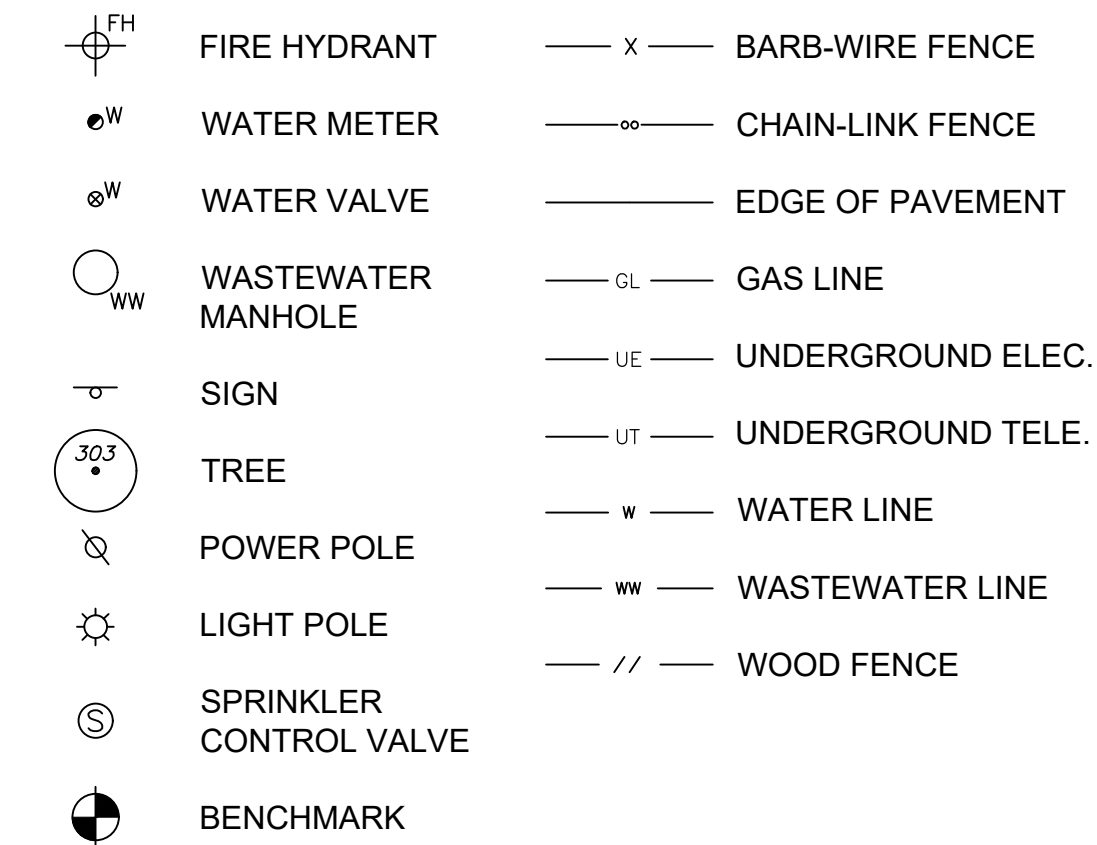 FH
FIRE HYDRANT
W
WATER METER
W
WATER VALVE
WW
WASTEWATER
MANHOLE
SIGN
303
TREE
POWER POLE
LIGHT POLE
S
SPRINKLER
CONTROL VALVE
BENCHMARK
X BARB-WIRE FENCE
CHAIN-LINK FENCE
EDGE OF PAVEMENT
GL GAS LINE
UE UNDERGROUND ELEC.
UT UNDERGROUND TELE.
W WATER LINE
WW WASTEWATER LINE
// WOOD FENCE